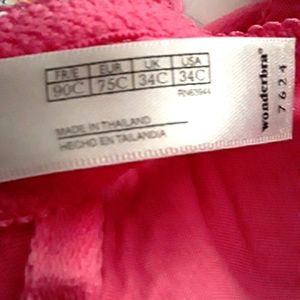 FR/E EUR UK USA
90C 75C 34C 34C
RN63944
MADE IN THAILAND
HECHO EN TAILANDIA
wonderbra®
7624